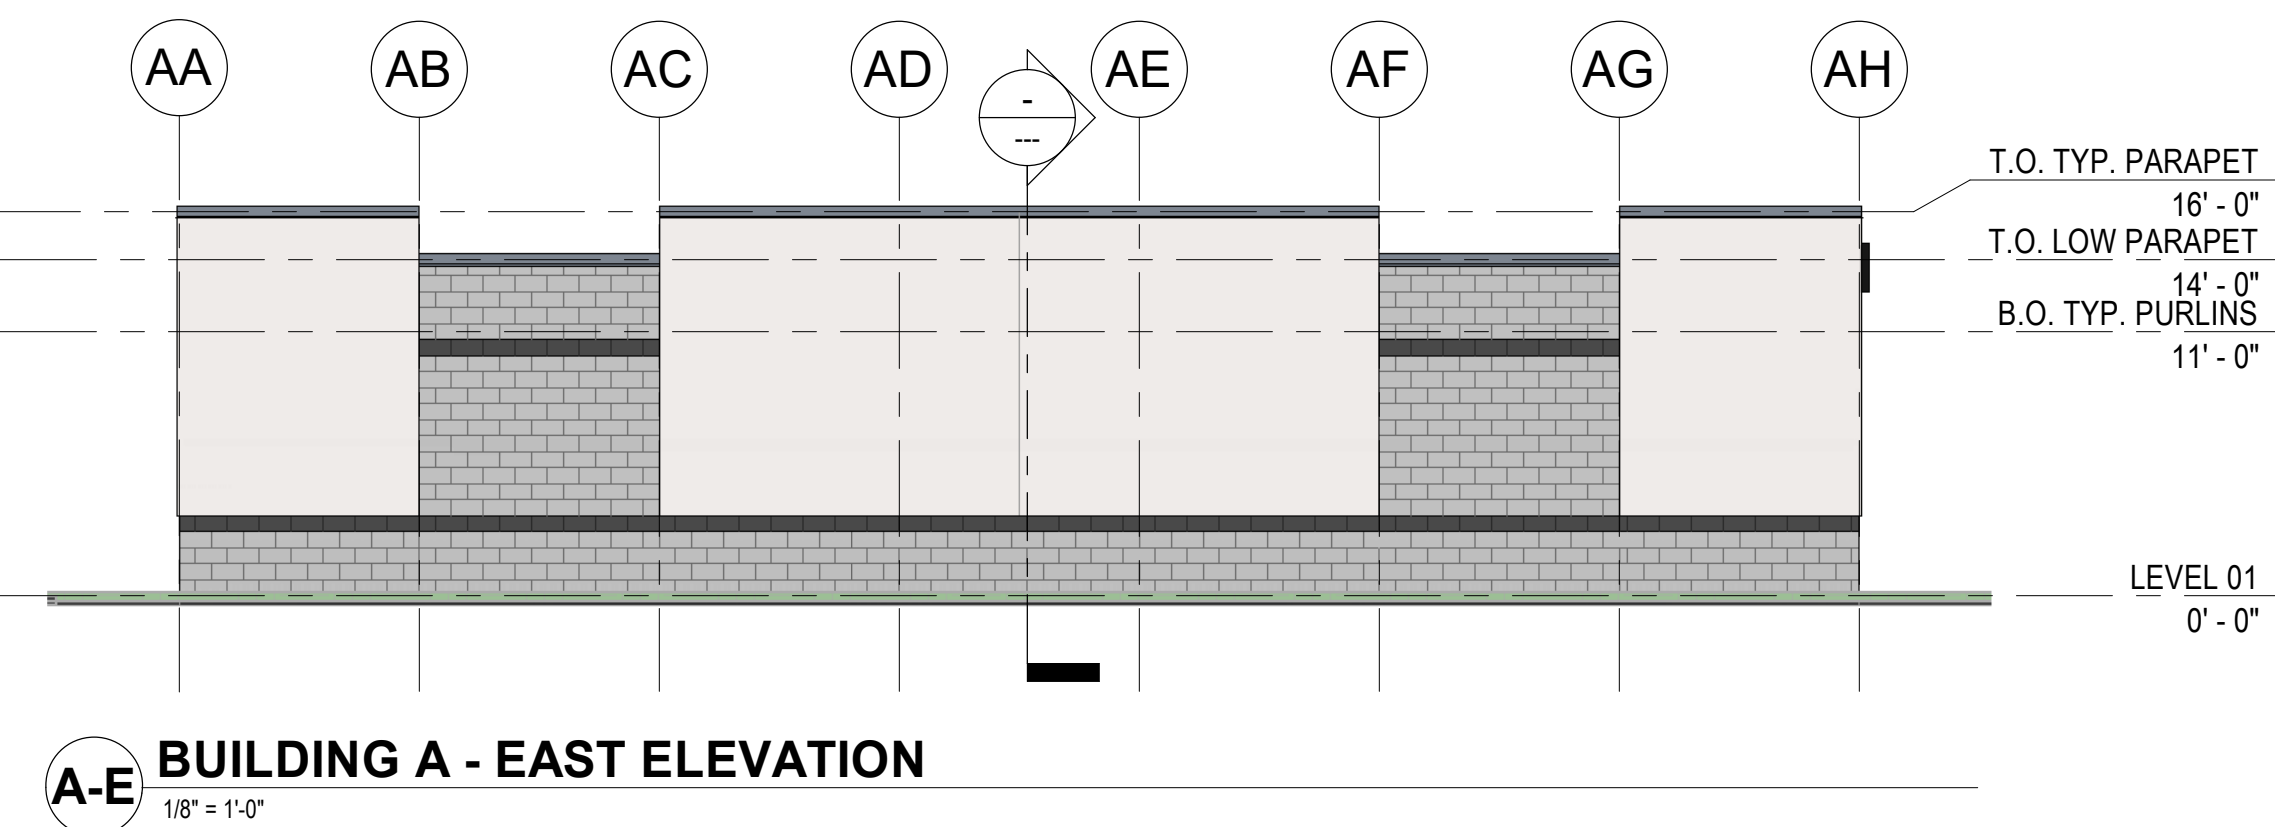 AA AB AC AD AE AF AG AH
-
---
T.O. TYP. PARAPET
16' - 0"
T.O. LOW PARAPET
14' - 0"
B.O. TYP. PURLINS
11' - 0"
LEVEL 01
0' - 0"
A-E BUILDING A - EAST ELEVATION
1/8" = 1'-0"